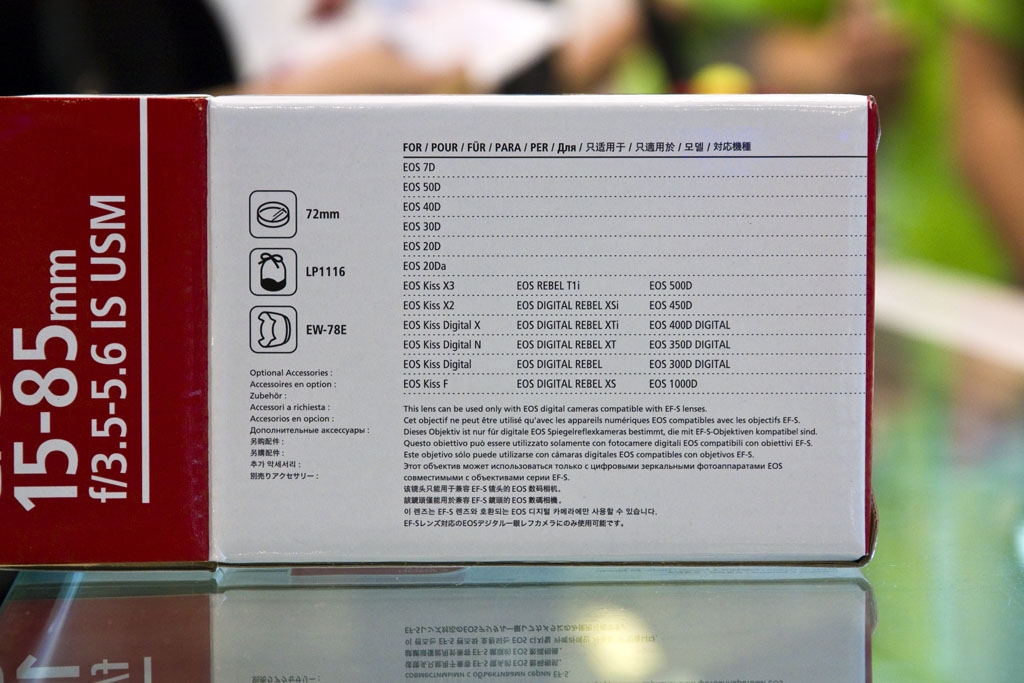 15-85mm
f/3.5-5.6 IS USM
72mm
LP1116
EW-78E
Optional Accessories :
Accessoires en option :
Zubehör :
Accessori a richiesta :
Accesorios en opcion :
Дополнительные аксессуары :
另购配件 :
另購配件 :
추가 악세서리 :
別売りアクセサリー :
FOR / POUR / FÜR / PARA / PER / Для / 只适用于 / 只適用於 / 모델 / 対応機種
EOS 7D
EOS 50D
EOS 40D
EOS 30D
EOS 20D
EOS 20Da
EOS Kiss X3 EOS REBEL T1i EOS 500D
EOS Kiss X2 EOS DIGITAL REBEL XSi EOS 450D
EOS Kiss Digital X EOS DIGITAL REBEL XTi EOS 400D DIGITAL
EOS Kiss Digital N EOS DIGITAL REBEL XT EOS 350D DIGITAL
EOS Kiss Digital EOS DIGITAL REBEL EOS 300D DIGITAL
EOS Kiss F EOS DIGITAL REBEL XS EOS 1000D
This lens can be used only with EOS digital cameras compatible with EF-S lenses.
Cet objectif ne peut être utilisé qu'avec les appareils numériques EOS compatibles avec les objectifs EF-S.
Dieses Objektiv ist nur für digitale EOS Spiegelreflexkameras bestimmt, die mit EF-S-Objektiven kompatibel sind.
Questo obiettivo può essere utilizzato solamente con fotocamere digitali EOS compatibili con obiettivi EF-S.
Este objetivo sólo puede utilizarse con cámaras digitales EOS compatibles con objetivos EF-S.
Этот объектив может использоваться только с цифровыми зеркальными фотоаппаратами EOS
совместимыми с объективами серии EF-S.
该镜头只能用于兼容 EF-S 镜头的 EOS 数码相机。
該鏡頭僅能用於兼容 EF-S 鏡頭的 EOS 數碼相機。
이 렌즈는 EF-S 렌즈와 호환되는 EOS 디지털 카메라에만 사용할 수 있습니다.
EF-Sレンズ対応のEOSデジタル一眼レフカメラにのみ使用可能です。